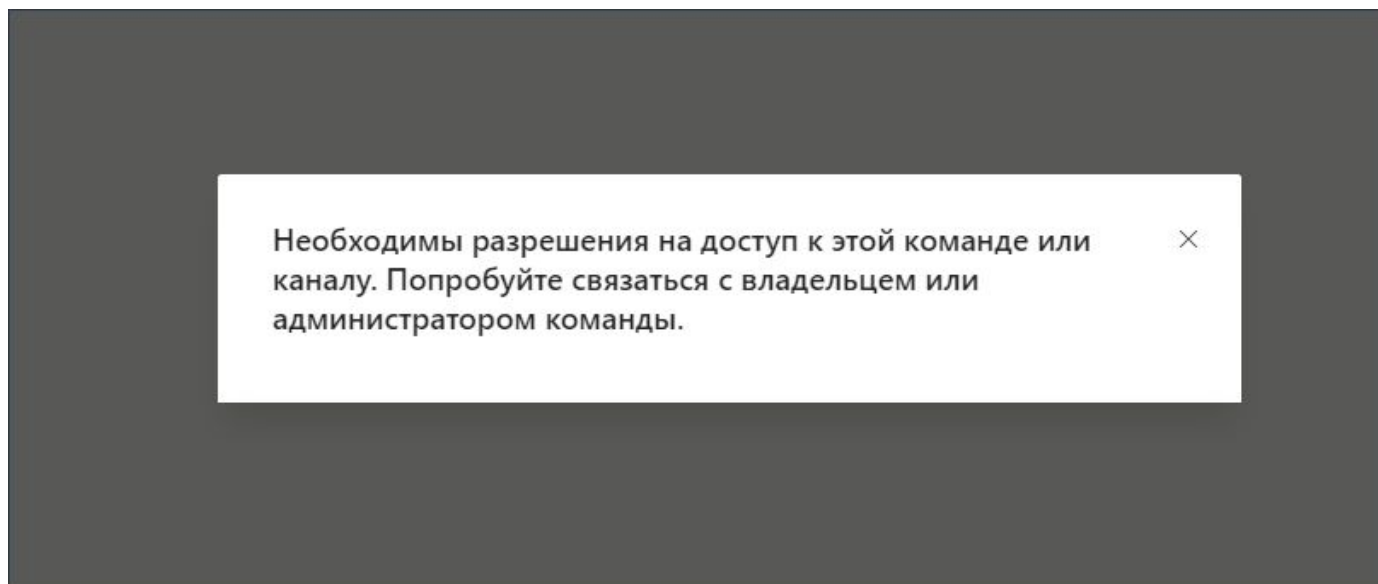 Необходимы разрешения на доступ к этой команде или
каналу. Попробуйте связаться с владельцем или
администратором команды.